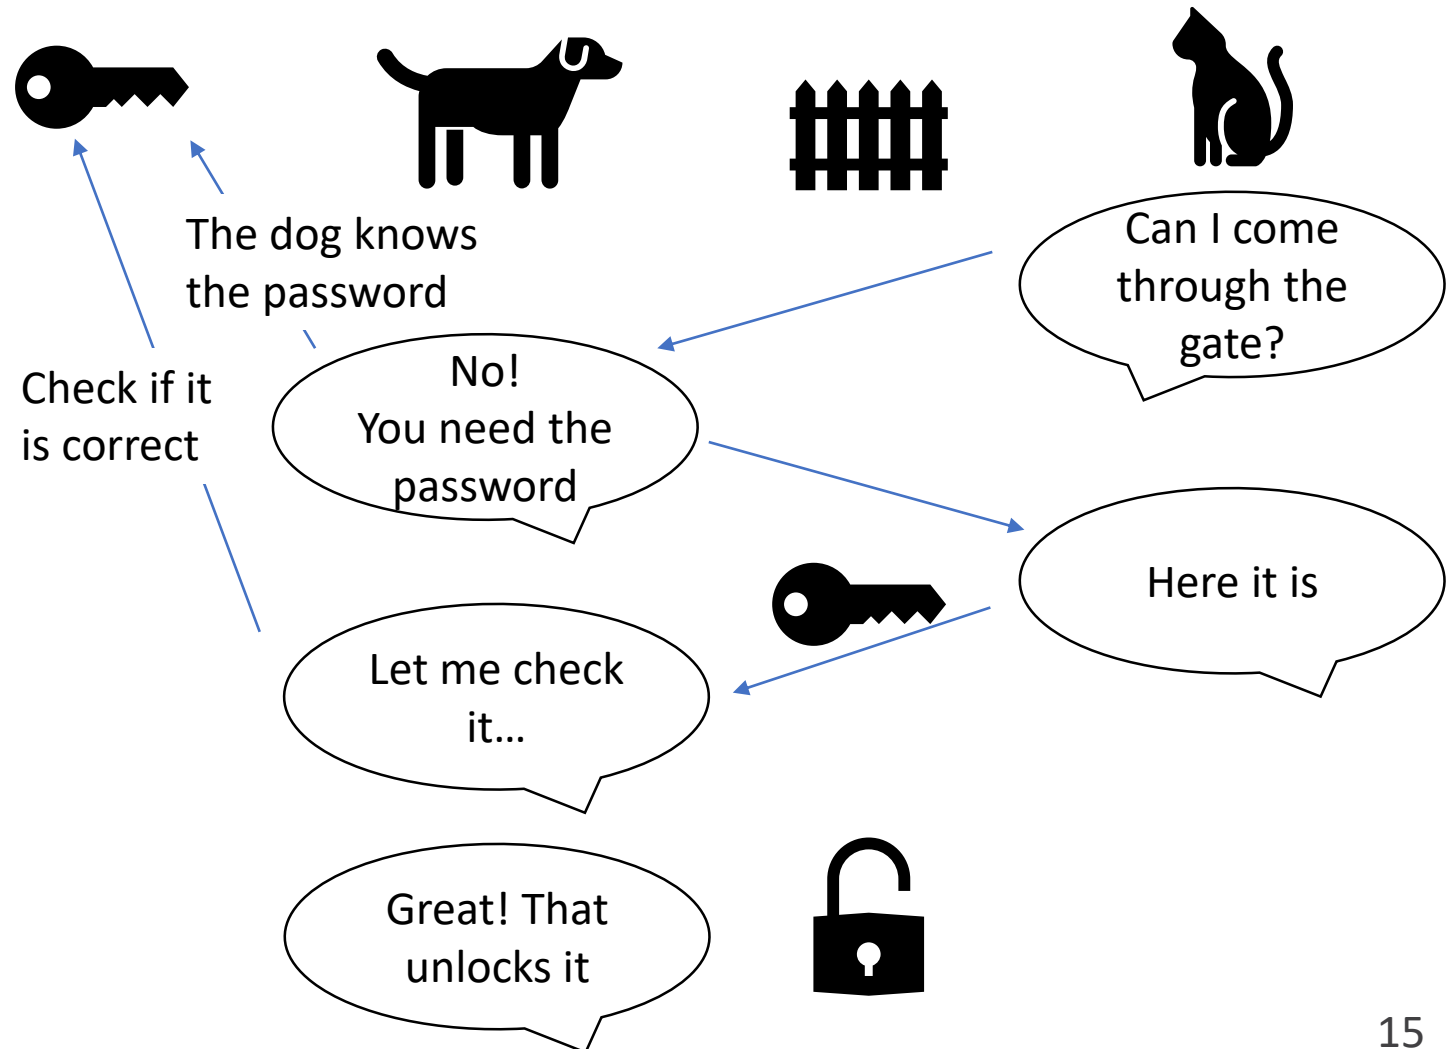 Can I come
through the
gate?
The dog knows
the password
No!
You need the
password
Check if it
is correct
Here it is
Let me check
it…
Great! That
unlocks it
15